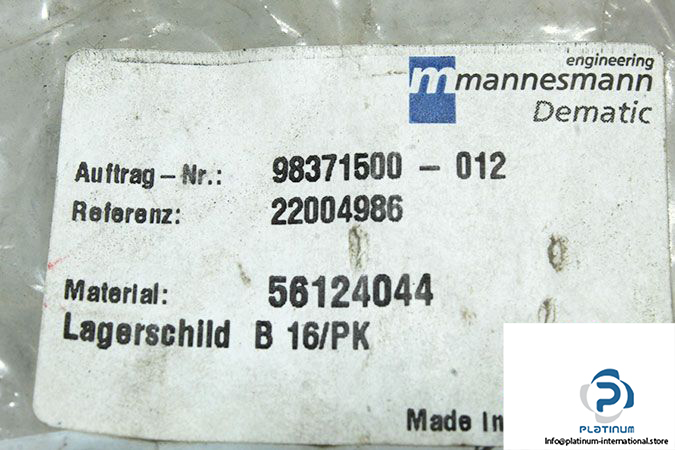 engineering
m mannesmann
Dematic
Auftrag-Nr.: 98371500 - 012
Referenz: 22004986
Material: 56124044
Lagerschild B 16/PK
Made In
PLATINUM
Info@platinum-international.store